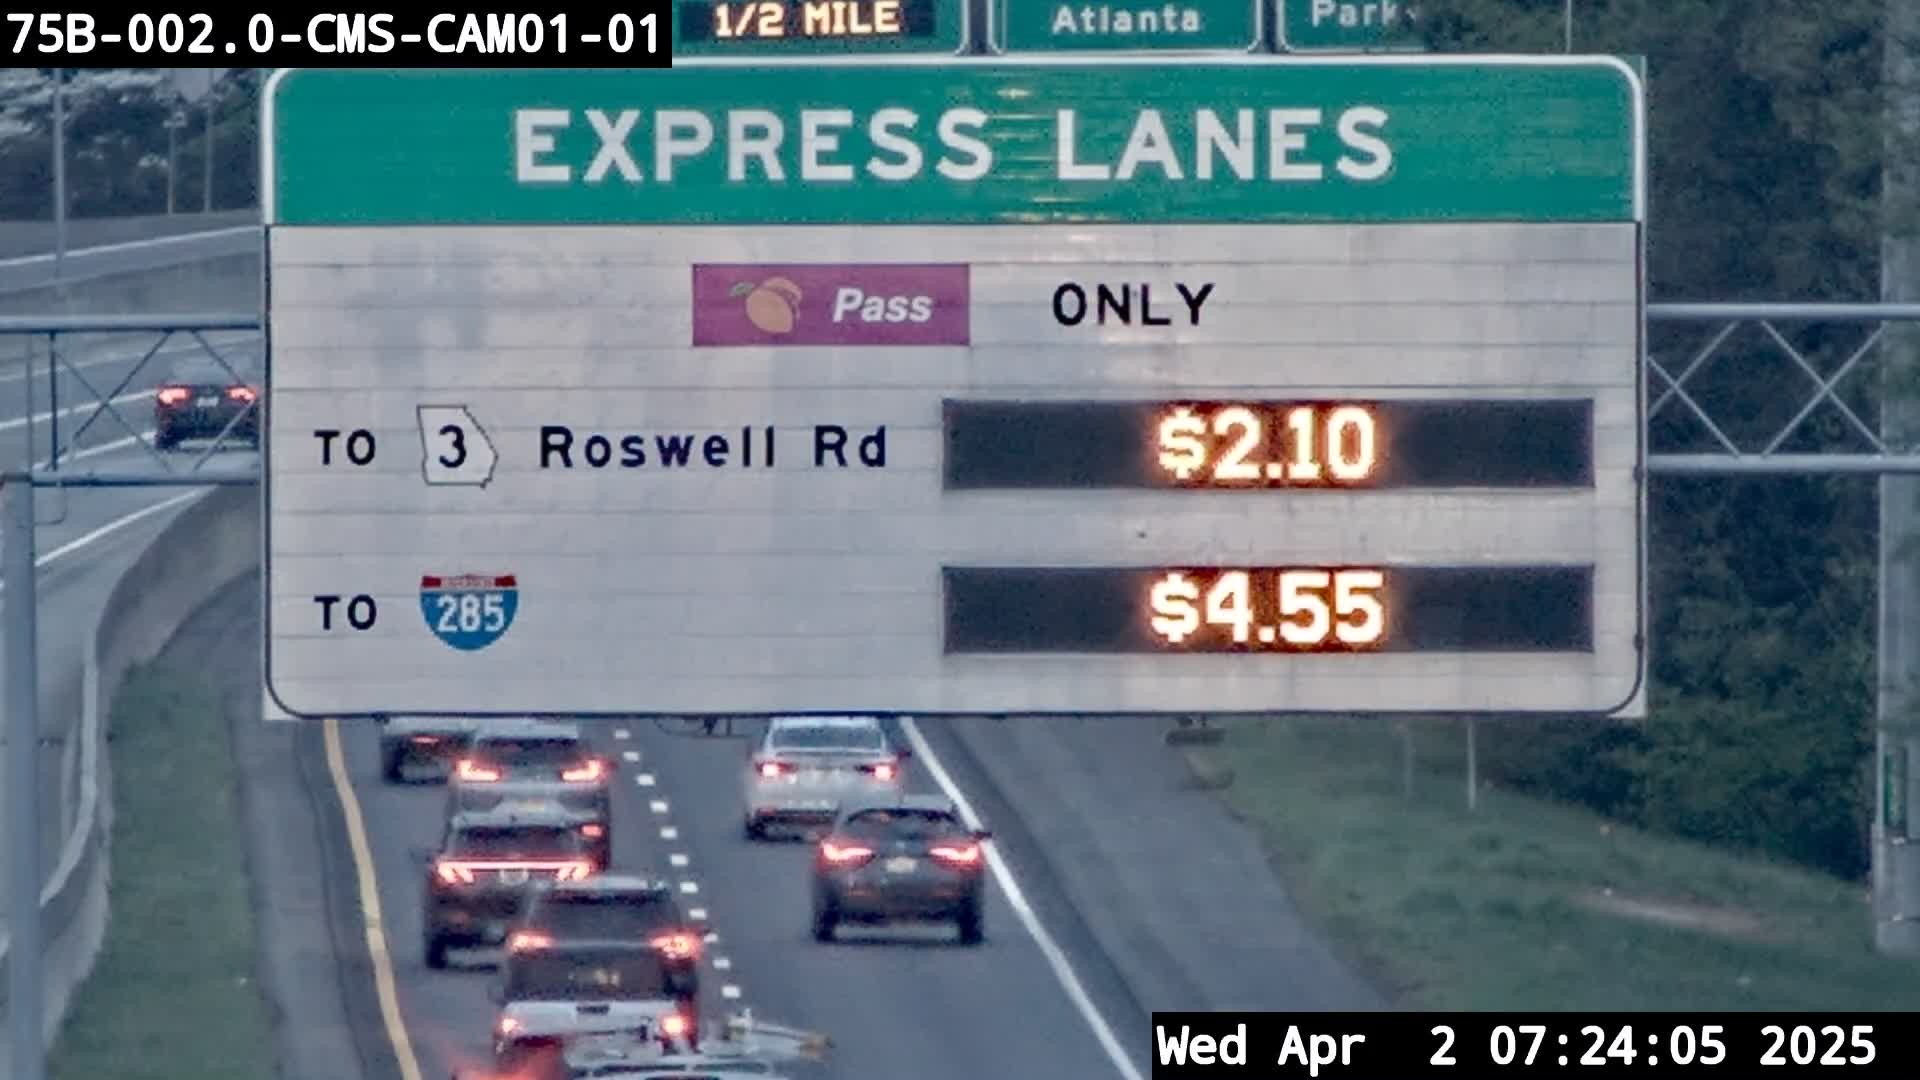 75B-002.0-CMS-CAM01-01
1/2 MILE
Atlanta
Park
EXPRESS LANES
Pass ONLY
TO 3 Roswell Rd $2.10
TO 285 $4.55
Wed Apr 2 07:24:05 2025